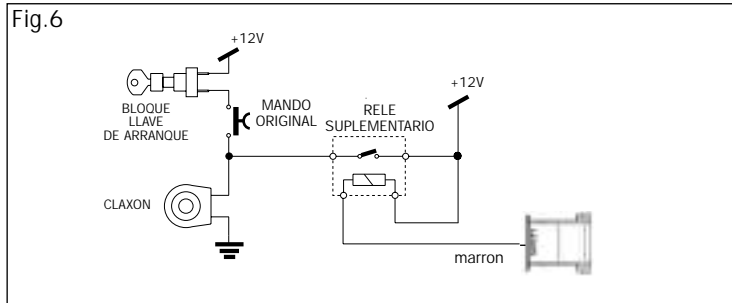 Fig.6
+12V
BLOQUE
LLAVE
DE ARRANQUE
MANDO
ORIGINAL
RELE
SUPLEMENTARIO
+12V
CLAXON
marron